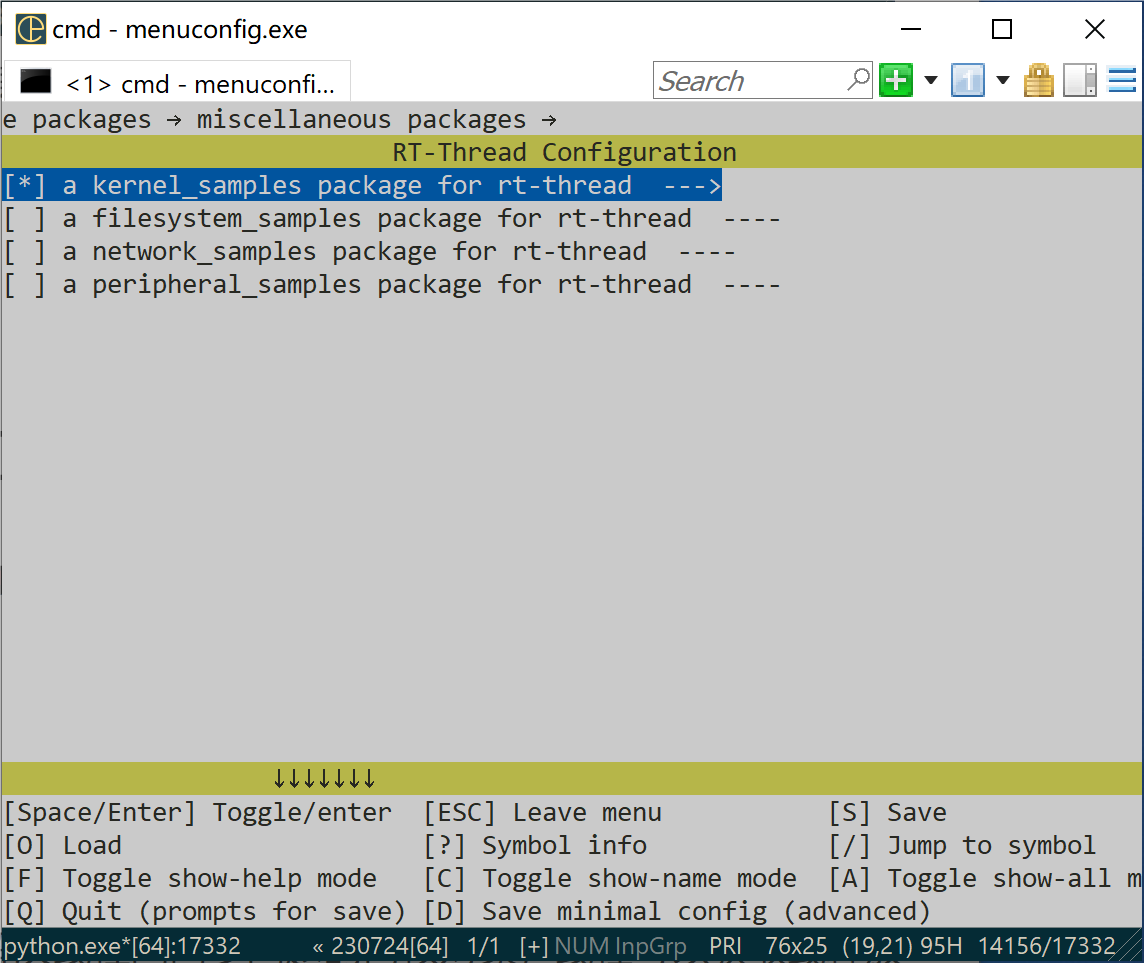 cmd - menuconfig.exe
<1> cmd - menuconfi...
Search
1
e packages → miscellaneous packages →
RT-Thread Configuration
[*] a kernel_samples package for rt-thread  --->
[ ] a filesystem_samples package for rt-thread  ----
[ ] a network_samples package for rt-thread  ----
[ ] a peripheral_samples package for rt-thread  ----
↓↓↓↓↓↓↓
[Space/Enter] Toggle/enter  [ESC] Leave menu           [S] Save
[O] Load                    [?] Symbol info            [/] Jump to symbol
[F] Toggle show-help mode   [C] Toggle show-name mode  [A] Toggle show-all m
[Q] Quit (prompts for save) [D] Save minimal config (advanced)
python.exe*[64]:17332 « 230724[64] 1/1 [+] NUM InpGrp PRI 76x25 (19,21) 95H 14156/17332